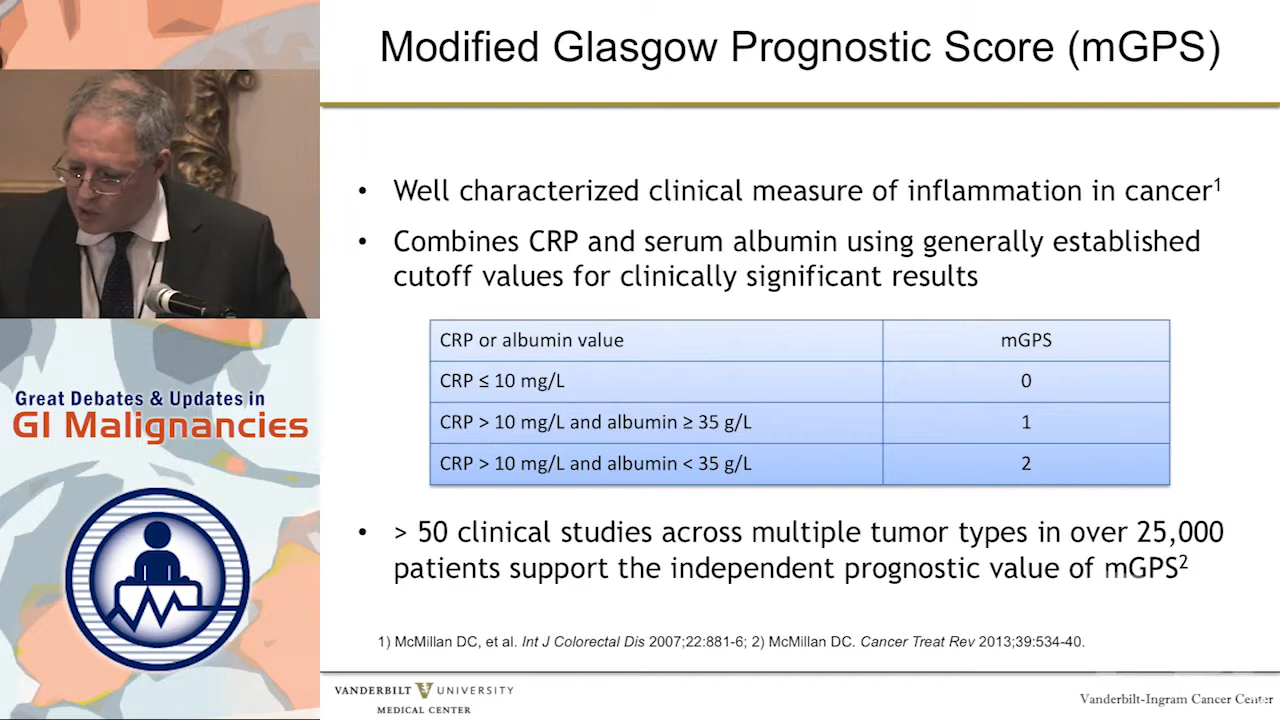 Modified Glasgow Prognostic Score (mGPS)
• Well characterized clinical measure of inflammation in cancer¹
• Combines CRP and serum albumin using generally established
cutoff values for clinically significant results
CRP or albumin value mGPS
CRP ≤ 10 mg/L 0
CRP > 10 mg/L and albumin ≥ 35 g/L 1
CRP > 10 mg/L and albumin < 35 g/L 2
• > 50 clinical studies across multiple tumor types in over 25,000
patients support the independent prognostic value of mGPS²
1) McMillan DC, et al. Int J Colorectal Dis 2007;22:881-6; 2) McMillan DC. Cancer Treat Rev 2013;39:534-40.
Great Debates & Updates in
GI Malignancies
VANDERBILT UNIVERSITY
MEDICAL CENTER
Vanderbilt-Ingram Cancer Center